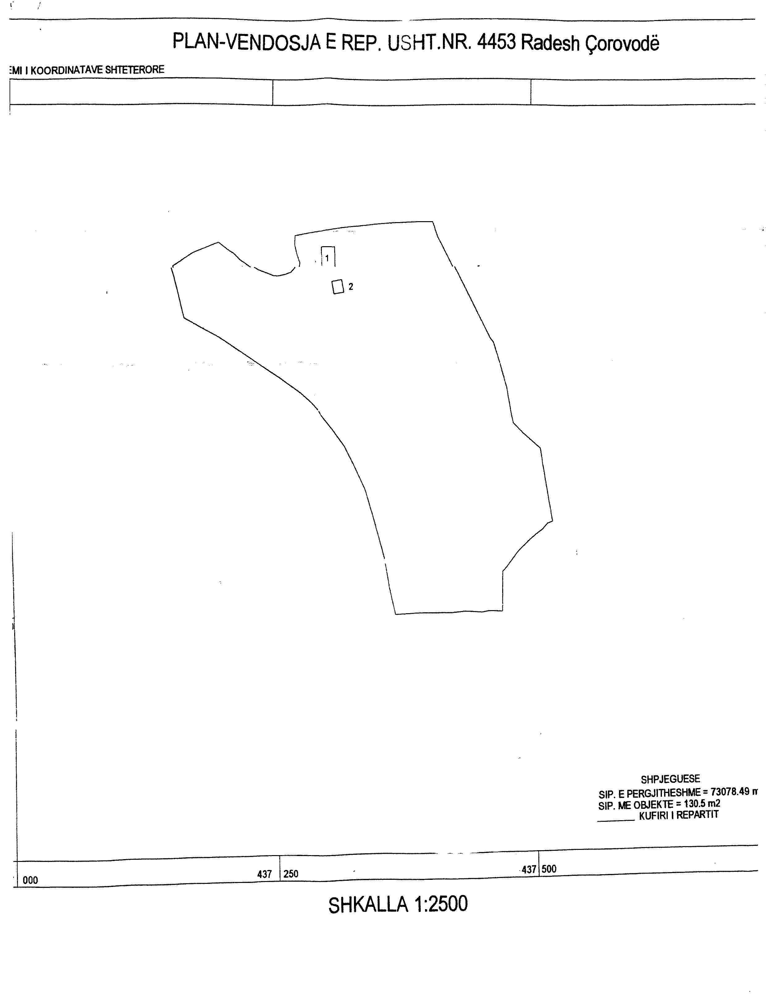 PLAN-VENDOSJA E REP. USHT.NR. 4453 Radesh Çorovodë
EMI I KOORDINATAVE SHTETERORE
1
2
SHPJEGUESE
SIP. E PERGJITHESHME = 73078.49 m
SIP. ME OBJEKTE = 130.5 m2
KUFIRI I REPARTIT
000
437 250
437 500
SHKALLA 1:2500